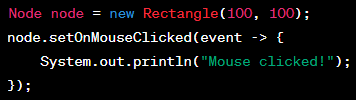 Node node = new Rectangle(100, 100);
node.setOnMouseClicked(event -> {
    System.out.println("Mouse clicked!");
});